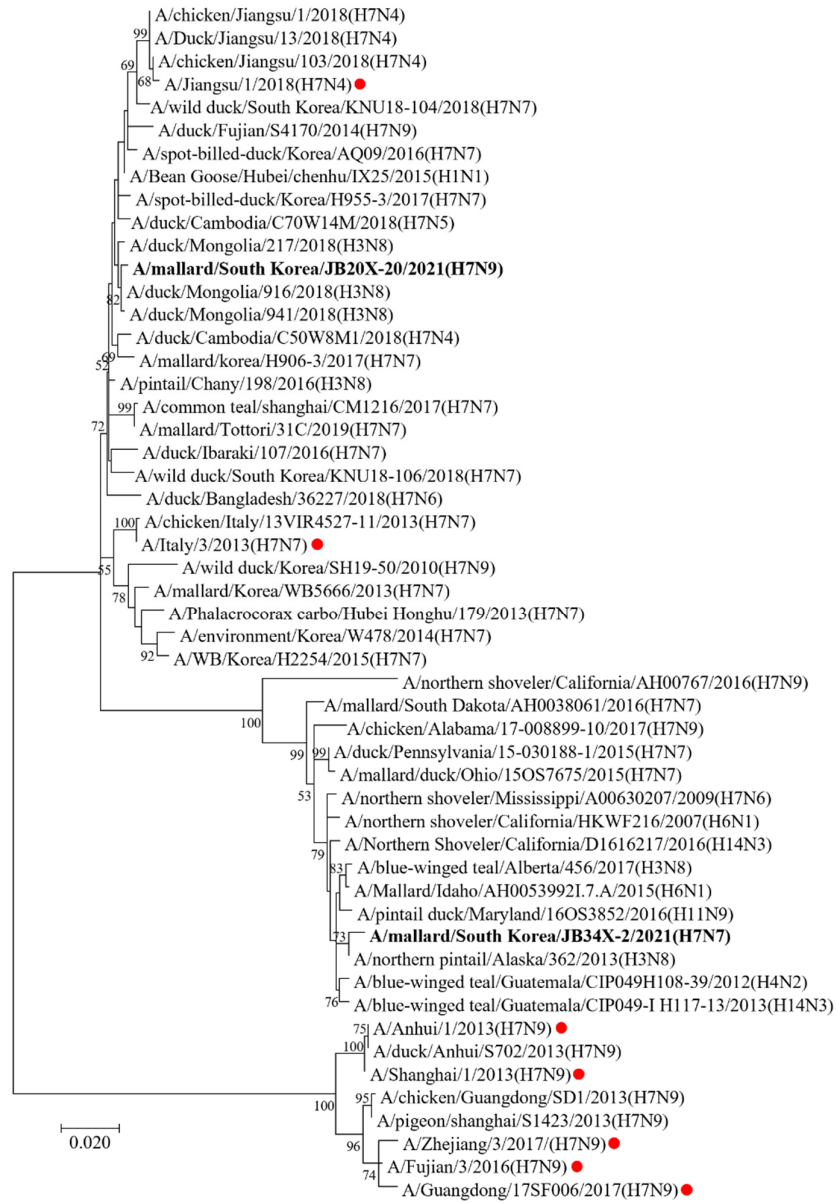 A/chicken/Jiangsu/1/2018(H7N4)
99
A/Duck/Jiangsu/13/2018(H7N4)
69
A/chicken/Jiangsu/103/2018(H7N4)
68
A/Jiangsu/1/2018(H7N4)
A/wild duck/South Korea/KNU18-104/2018(H7N7)
A/duck/Fujian/S4170/2014(H7N9)
A/spot-billed-duck/Korea/AQ09/2016(H7N7)
A/Bean Goose/Hubei/chenhu/IX25/2015(H1N1)
A/spot-billed-duck/Korea/H955-3/2017(H7N7)
A/duck/Cambodia/C70W14M/2018(H7N5)
A/duck/Mongolia/217/2018(H3N8)
A/mallard/South Korea/JB20X-20/2021(H7N9)
82
A/duck/Mongolia/916/2018(H3N8)
A/duck/Mongolia/941/2018(H3N8)
A/duck/Cambodia/C50W8M1/2018(H7N4)
69
52
A/mallard/korea/H906-3/2017(H7N7)
A/pintail/Chany/198/2016(H3N8)
99
A/common teal/shanghai/CM1216/2017(H7N7)
72
A/mallard/Tottori/31C/2019(H7N7)
A/duck/Ibaraki/107/2016(H7N7)
A/wild duck/South Korea/KNU18-106/2018(H7N7)
A/duck/Bangladesh/36227/2018(H7N6)
100
A/chicken/Italy/13VIR4527-11/2013(H7N7)
A/Italy/3/2013(H7N7)
55
A/wild duck/Korea/SH19-50/2010(H7N9)
78
A/mallard/Korea/WB5666/2013(H7N7)
A/Phalacrocorax carbo/Hubei Honghu/179/2013(H7N7)
A/environment/Korea/W478/2014(H7N7)
92
A/WB/Korea/H2254/2015(H7N7)
A/northern shoveler/California/AH00767/2016(H7N9)
100
A/mallard/South Dakota/AH0038061/2016(H7N7)
A/chicken/Alabama/17-008899-10/2017(H7N9)
99
99
A/duck/Pennsylvania/15-030188-1/2015(H7N7)
A/mallard/duck/Ohio/15OS7675/2015(H7N7)
53
A/northern shoveler/Mississippi/A00630207/2009(H7N6)
A/northern shoveler/California/HKWF216/2007(H6N1)
79
A/Northern Shoveler/California/D1616217/2016(H14N3)
83
A/blue-winged teal/Alberta/456/2017(H3N8)
A/Mallard/Idaho/AH0053992I.7.A/2015(H6N1)
A/pintail duck/Maryland/16OS3852/2016(H11N9)
73
A/mallard/South Korea/JB34X-2/2021(H7N7)
A/northern pintail/Alaska/362/2013(H3N8)
A/blue-winged teal/Guatemala/CIP049H108-39/2012(H4N2)
76
A/blue-winged teal/Guatemala/CIP049-I H117-13/2013(H14N3)
75
A/Anhui/1/2013(H7N9)
100
A/duck/Anhui/S702/2013(H7N9)
A/Shanghai/1/2013(H7N9)
100
95
A/chicken/Guangdong/SD1/2013(H7N9)
A/pigeon/shanghai/S1423/2013(H7N9)
96
A/Zhejiang/3/2017/(H7N9)
74
A/Fujian/3/2016(H7N9)
A/Guangdong/17SF006/2017(H7N9)
0.020